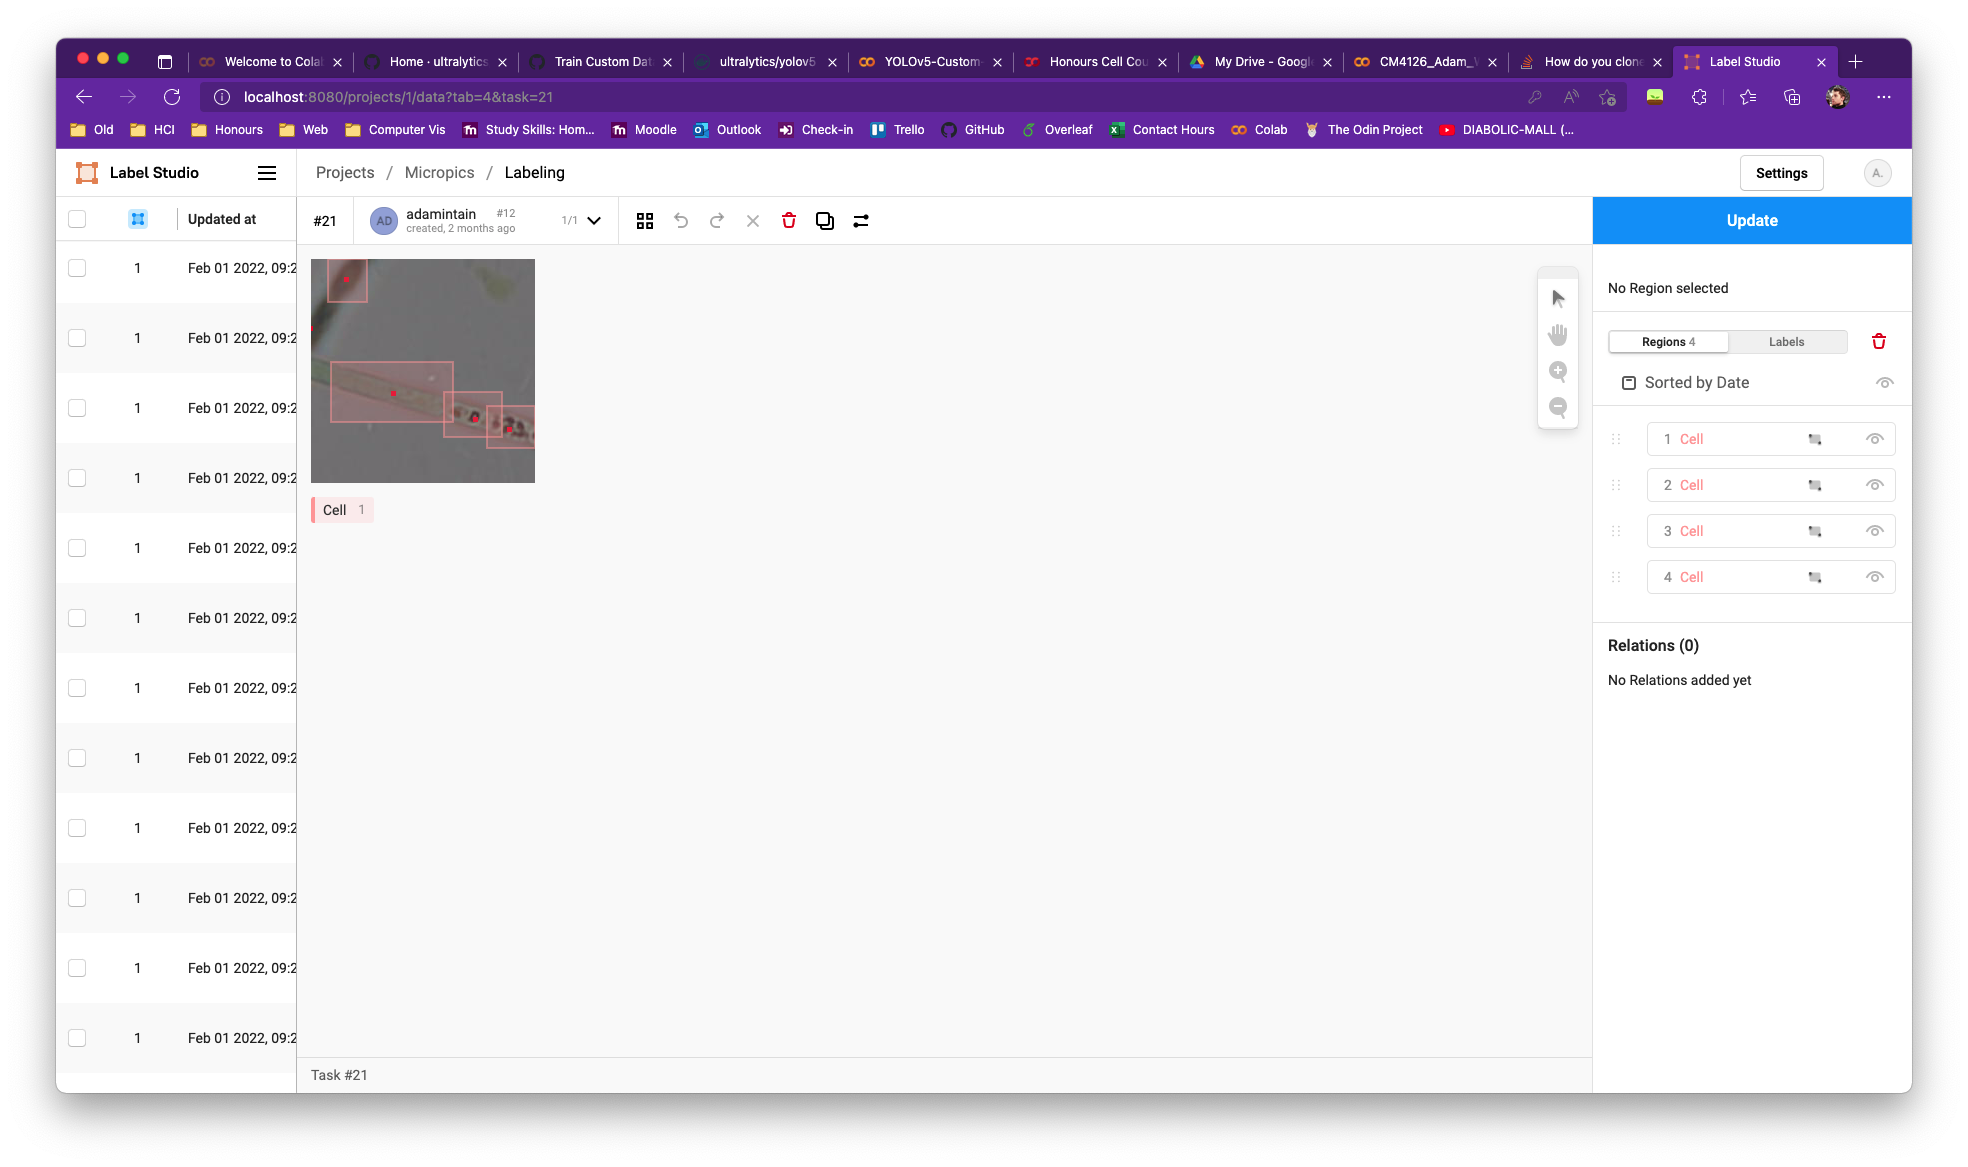 Welcome to Cola
Home · ultralytics
Train Custom Dat
ultralytics/yolov5
YOLOv5-Custom-
Honours Cell Cou
My Drive - Google
CM4126_Adam_
How do you clone
Label Studio
localhost:8080/projects/1/data?tab=4&task=21
Old
HCI
Honours
Web
Computer Vis
Study Skills: Hom...
Moodle
Outlook
Check-in
Trello
GitHub
Overleaf
Contact Hours
Colab
The Odin Project
DIABOLIC-MALL (...
Label Studio
Projects / Micropics / Labeling
Settings
A.
Updated at
#21
AD
adamintain #12
created, 2 months ago
1/1
Update
1 Feb 01 2022, 09:2
1 Feb 01 2022, 09:2
1 Feb 01 2022, 09:2
1 Feb 01 2022, 09:2
1 Feb 01 2022, 09:2
1 Feb 01 2022, 09:2
1 Feb 01 2022, 09:2
1 Feb 01 2022, 09:2
1 Feb 01 2022, 09:2
1 Feb 01 2022, 09:2
1 Feb 01 2022, 09:2
1 Feb 01 2022, 09:2
Cell 1
Task #21
No Region selected
Regions 4
Labels
Sorted by Date
1 Cell
2 Cell
3 Cell
4 Cell
Relations (0)
No Relations added yet